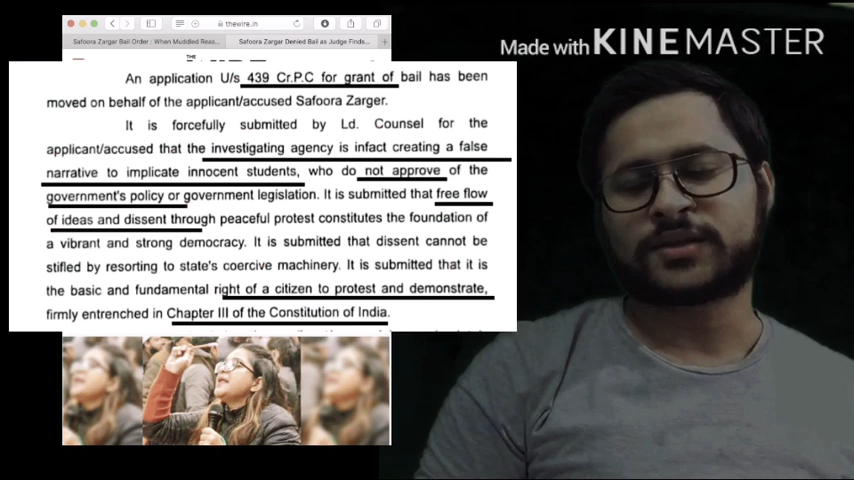 thewire.in
Safoora Zargar Bail Order : When Muddled Reas...
Safoora Zargar Denied Bail as Judge Finds...
THE
Made with KINEMASTER
An application U/s 439 Cr.P.C for grant of bail has been
moved on behalf of the applicant/accused Safoora Zarger.
It is forcefully submitted by Ld. Counsel for the
applicant/accused that the investigating agency is infact creating a false
narrative to implicate innocent students, who do not approve of the
government's policy or government legislation. It is submitted that free flow
of ideas and dissent through peaceful protest constitutes the foundation of
a vibrant and strong democracy. It is submitted that dissent cannot be
stifled by resorting to state's coercive machinery. It is submitted that it is
the basic and fundamental right of a citizen to protest and demonstrate,
firmly entrenched in Chapter III of the Constitution of India.